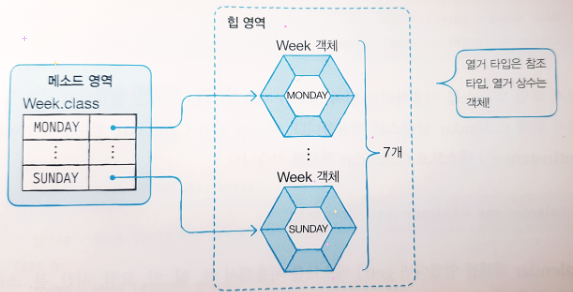 힙 영역
Week 객체
MONDAY
⋮
Week 객체
SUNDAY
7개
메소드 영역
Week.class
MONDAY
⋮ ⋮
SUNDAY
열거 타입은 참조
타입, 열거 상수는
객체!